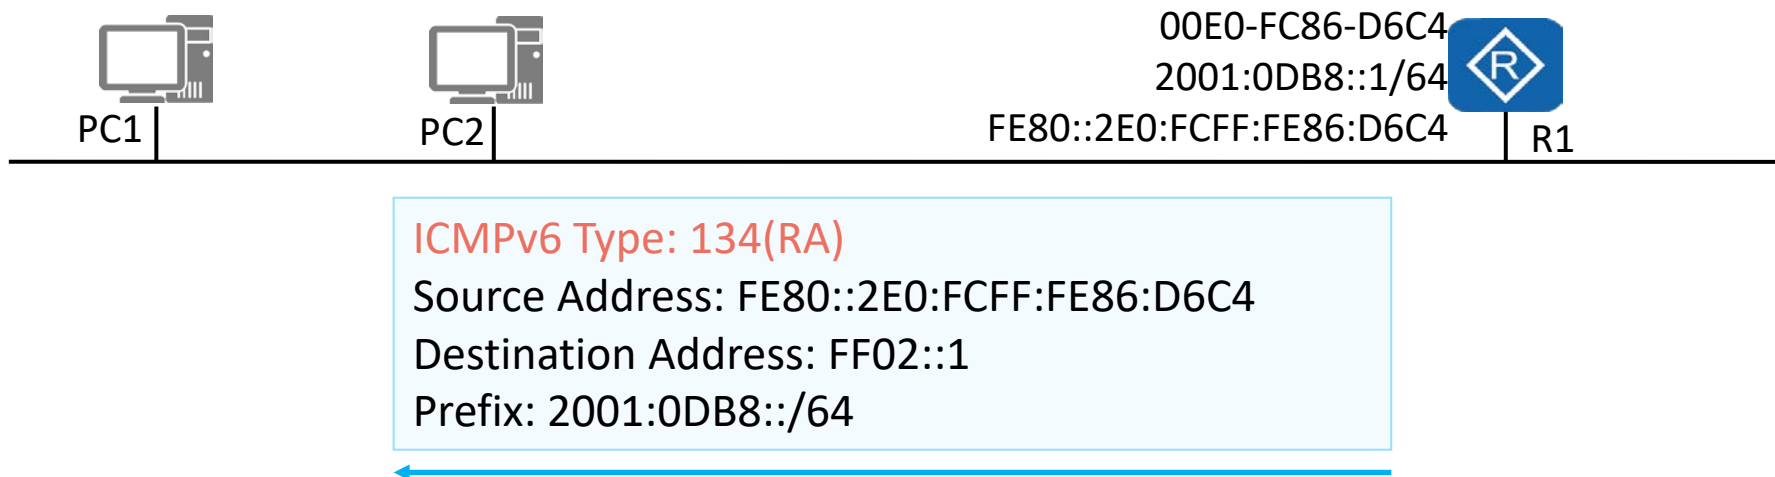 PC1
PC2
00E0-FC86-D6C4
2001:0DB8::1/64
FE80::2E0:FCFF:FE86:D6C4
R
R1
ICMPv6 Type: 134(RA)
Source Address: FE80::2E0:FCFF:FE86:D6C4
Destination Address: FF02::1
Prefix: 2001:0DB8::/64